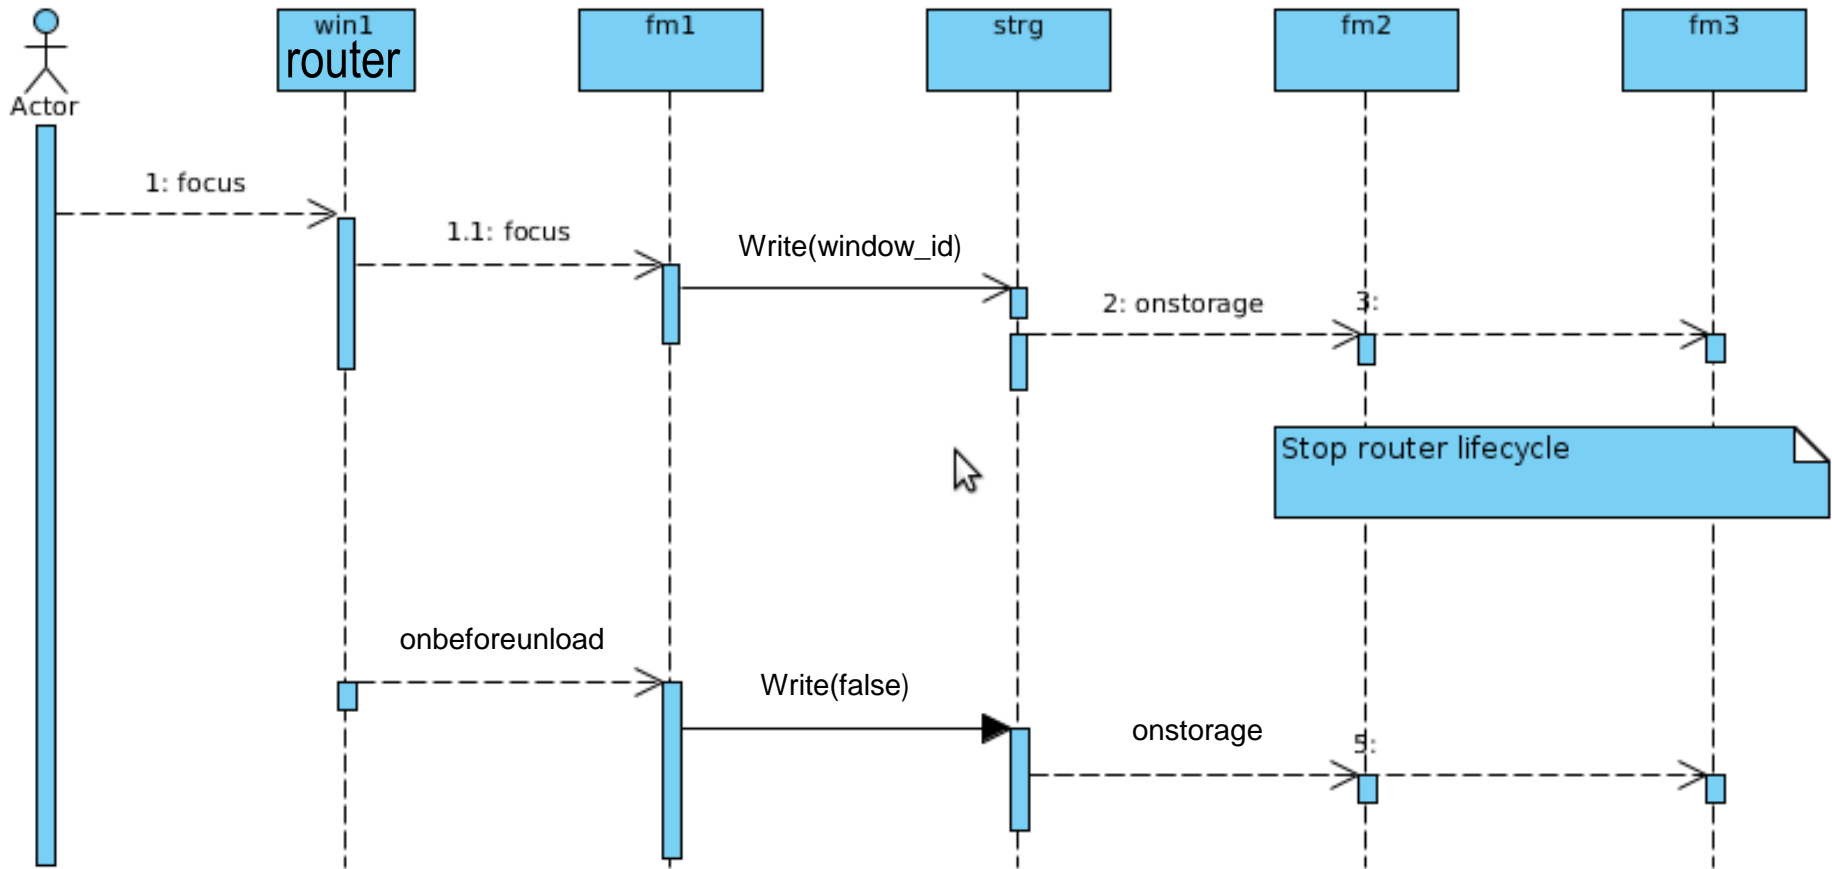 win1
router
fm1
strg
fm2
fm3
Actor
1: focus
1.1: focus
Write(window_id)
2: onstorage
3:
Stop router lifecycle
onbeforeunload
Write(false)
onstorage
5: